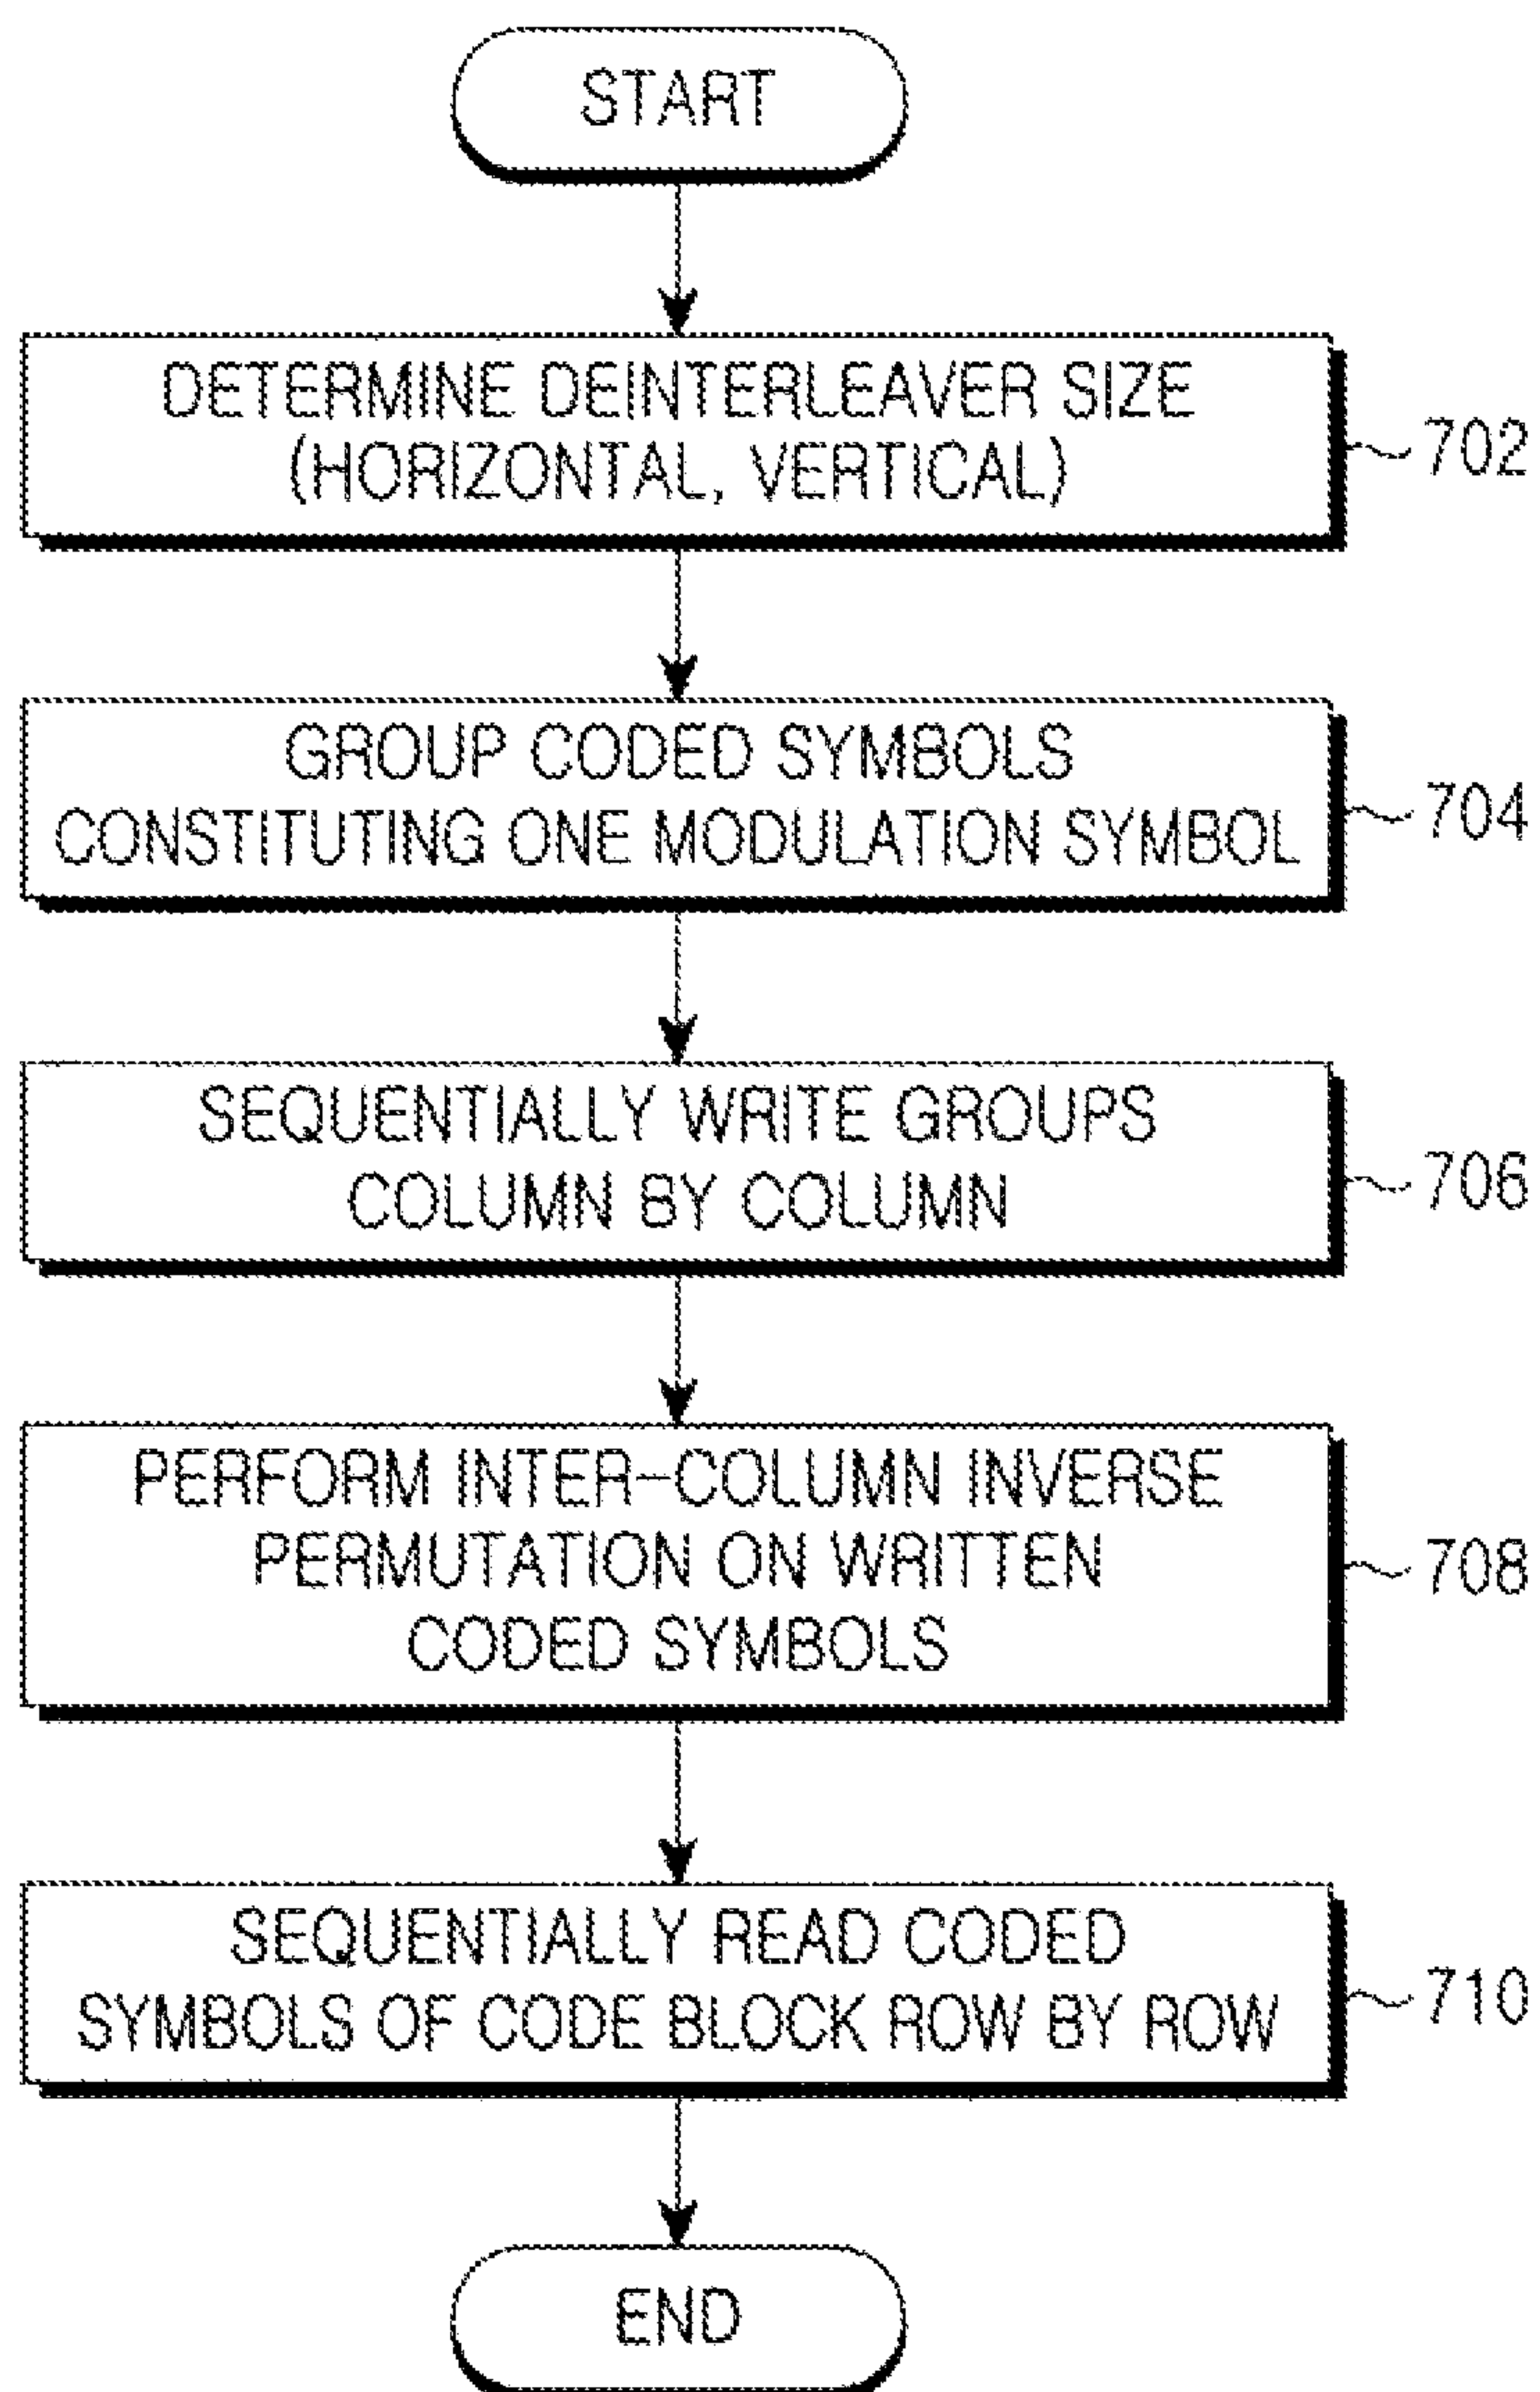 START
DETERMINE DEINTERLEAVER SIZE
(HORIZONTAL, VERTICAL)
702
GROUP CODED SYMBOLS
CONSTITUTING ONE MODULATION SYMBOL
704
SEQUENTIALLY WRITE GROUPS
COLUMN BY COLUMN
706
PERFORM INTER-COLUMN INVERSE
PERMUTATION ON WRITTEN
CODED SYMBOLS
708
SEQUENTIALLY READ CODED
SYMBOLS OF CODE BLOCK ROW BY ROW
710
END